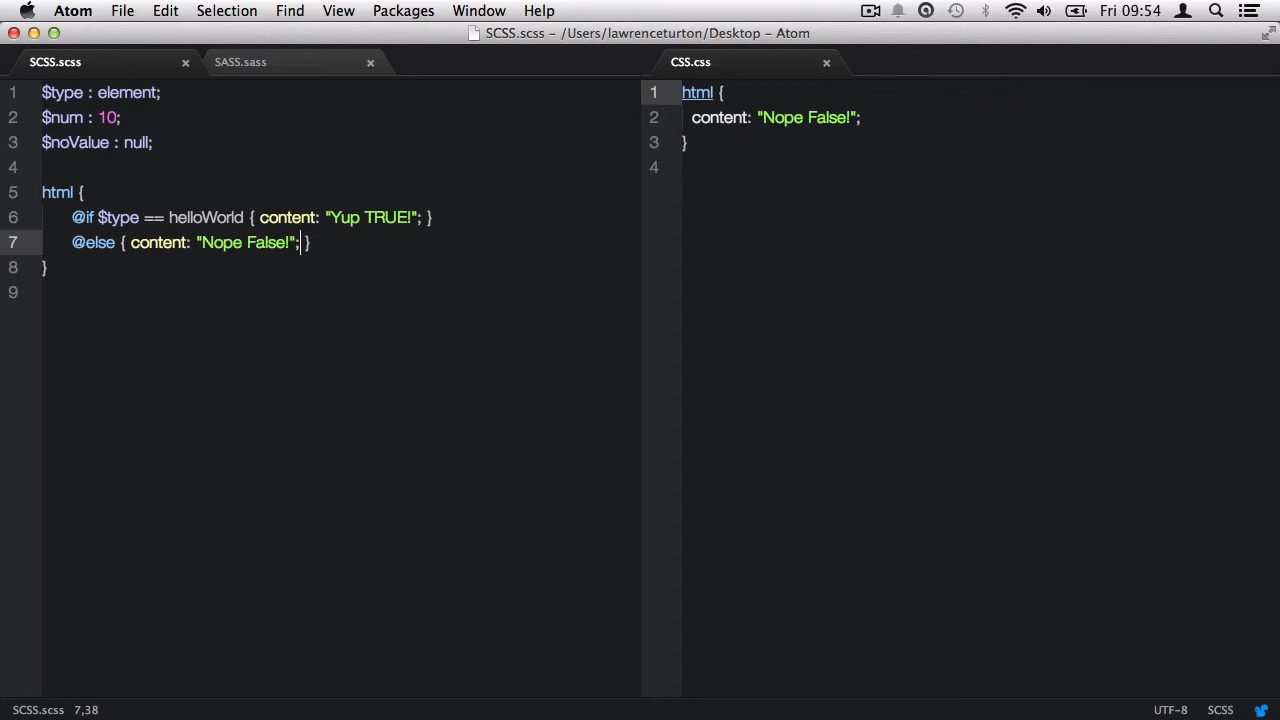 Atom File Edit Selection Find View Packages Window Help Fri 09:54
SCSS.scss – /Users/lawrenceturton/Desktop – Atom
SCSS.scss SASS.sass CSS.css
1 $type : element;
2 $num : 10;
3 $noValue : null;
4
5 html {
6 @if $type == helloWorld { content: "Yup TRUE!"; }
7 @else { content: "Nope False!"; }
8 }
9
1 html {
2 content: "Nope False!";
3 }
4
SCSS.scss 7,38 UTF-8 SCSS